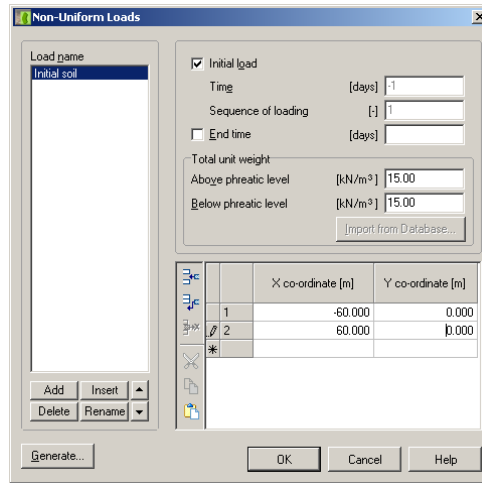 Non-Uniform Loads
Load name
Initial soil
Initial load
Time [days] -1
Sequence of loading [-] 1
End time [days]
Total unit weight
Above phreatic level [kN/m³] 15.00
Below phreatic level [kN/m³] 15.00
Import from Database...
X co-ordinate [m] Y co-ordinate [m]
1 -60.000 0.000
2 60.000 0.000
*
Add Insert
Delete Rename
Generate... OK Cancel Help